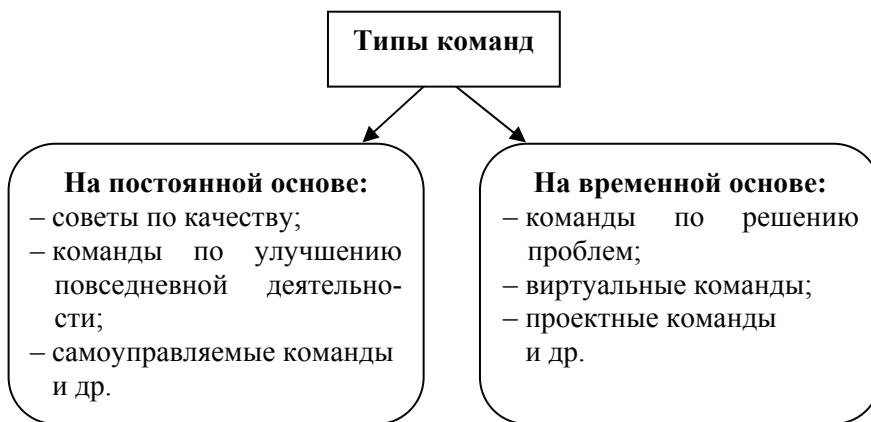 Типы команд
На постоянной основе:
– советы по качеству;
– команды по улучшению
повседневной деятельно-
сти;
– самоуправляемые команды
и др.
На временной основе:
– команды по решению
проблем;
– виртуальные команды;
– проектные команды
и др.